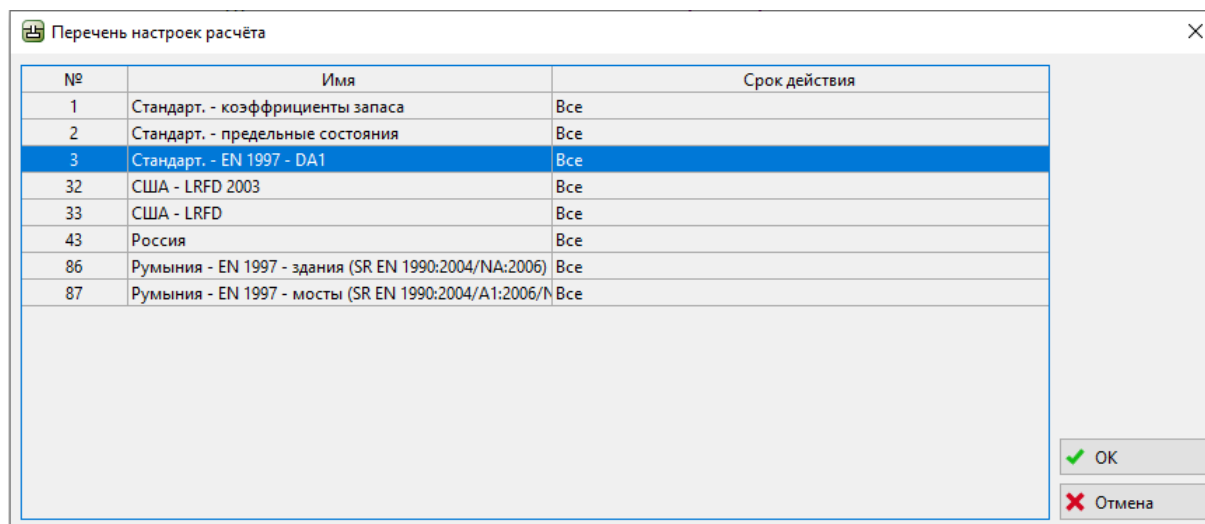 Перечень настроек расчёта
№ Имя Срок действия
1 Стандарт. - коэффрициенты запаса Все
2 Стандарт. - предельные состояния Все
3 Стандарт. - EN 1997 - DA1 Все
32 США - LRFD 2003 Все
33 США - LRFD Все
43 Россия Все
86 Румыния - EN 1997 - здания (SR EN 1990:2004/NA:2006) Все
87 Румыния - EN 1997 - мосты (SR EN 1990:2004/A1:2006/N Все
OK
Отмена